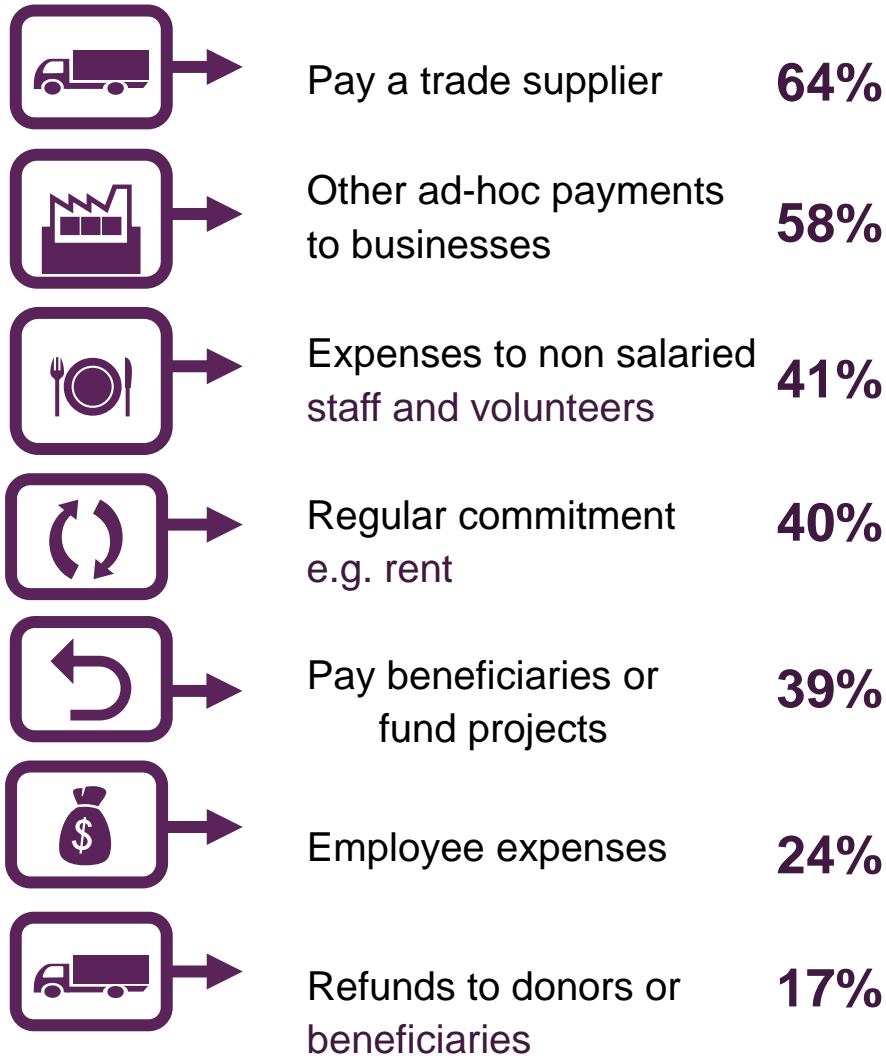 Pay a trade supplier 64%
Other ad-hoc payments
to businesses 58%
Expenses to non salaried
staff and volunteers 41%
Regular commitment 40%
e.g. rent
Pay beneficiaries or 39%
fund projects
$
Employee expenses 24%
Refunds to donors or 17%
beneficiaries